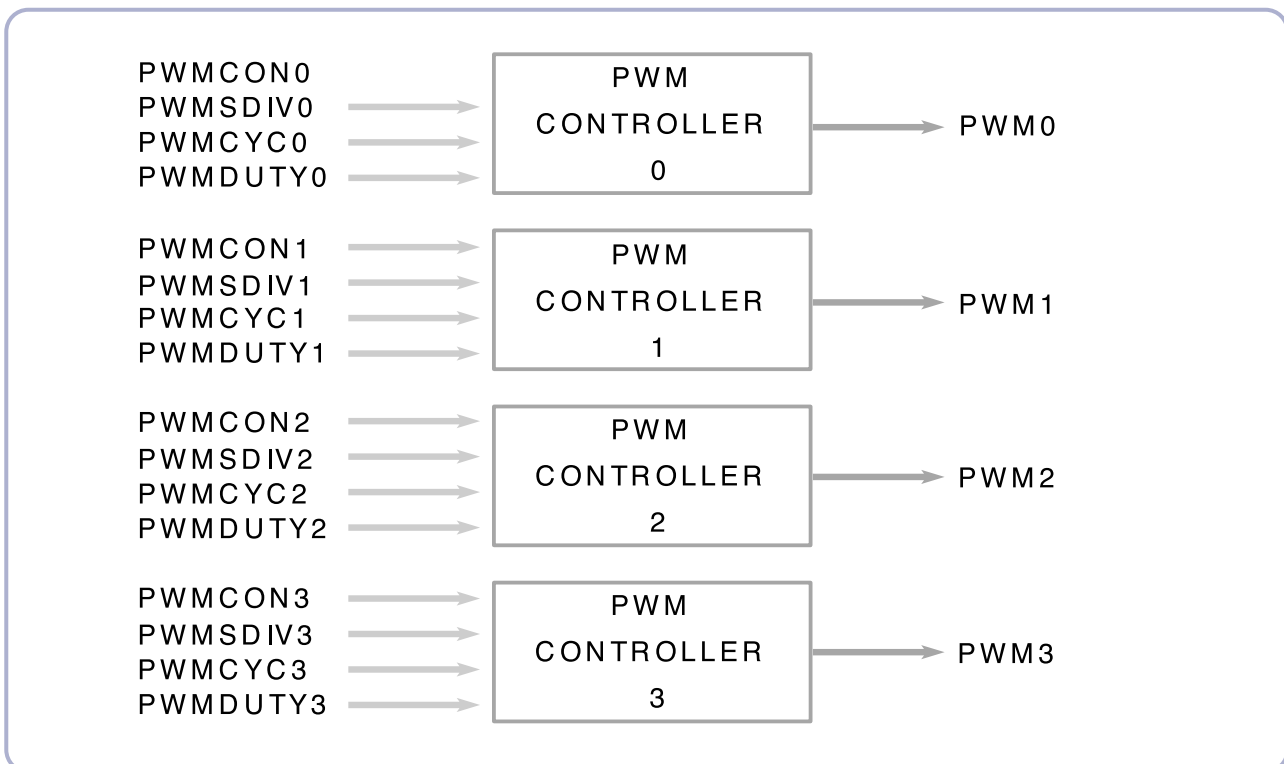 PWMCON0
PWMSDIV0
PWMCYC0
PWMDUTY0
PWM
CONTROLLER
0
PWM0
PWMCON1
PWMSDIV1
PWMCYC1
PWMDUTY1
PWM
CONTROLLER
1
PWM1
PWMCON2
PWMSDIV2
PWMCYC2
PWMDUTY2
PWM
CONTROLLER
2
PWM2
PWMCON3
PWMSDIV3
PWMCYC3
PWMDUTY3
PWM
CONTROLLER
3
PWM3